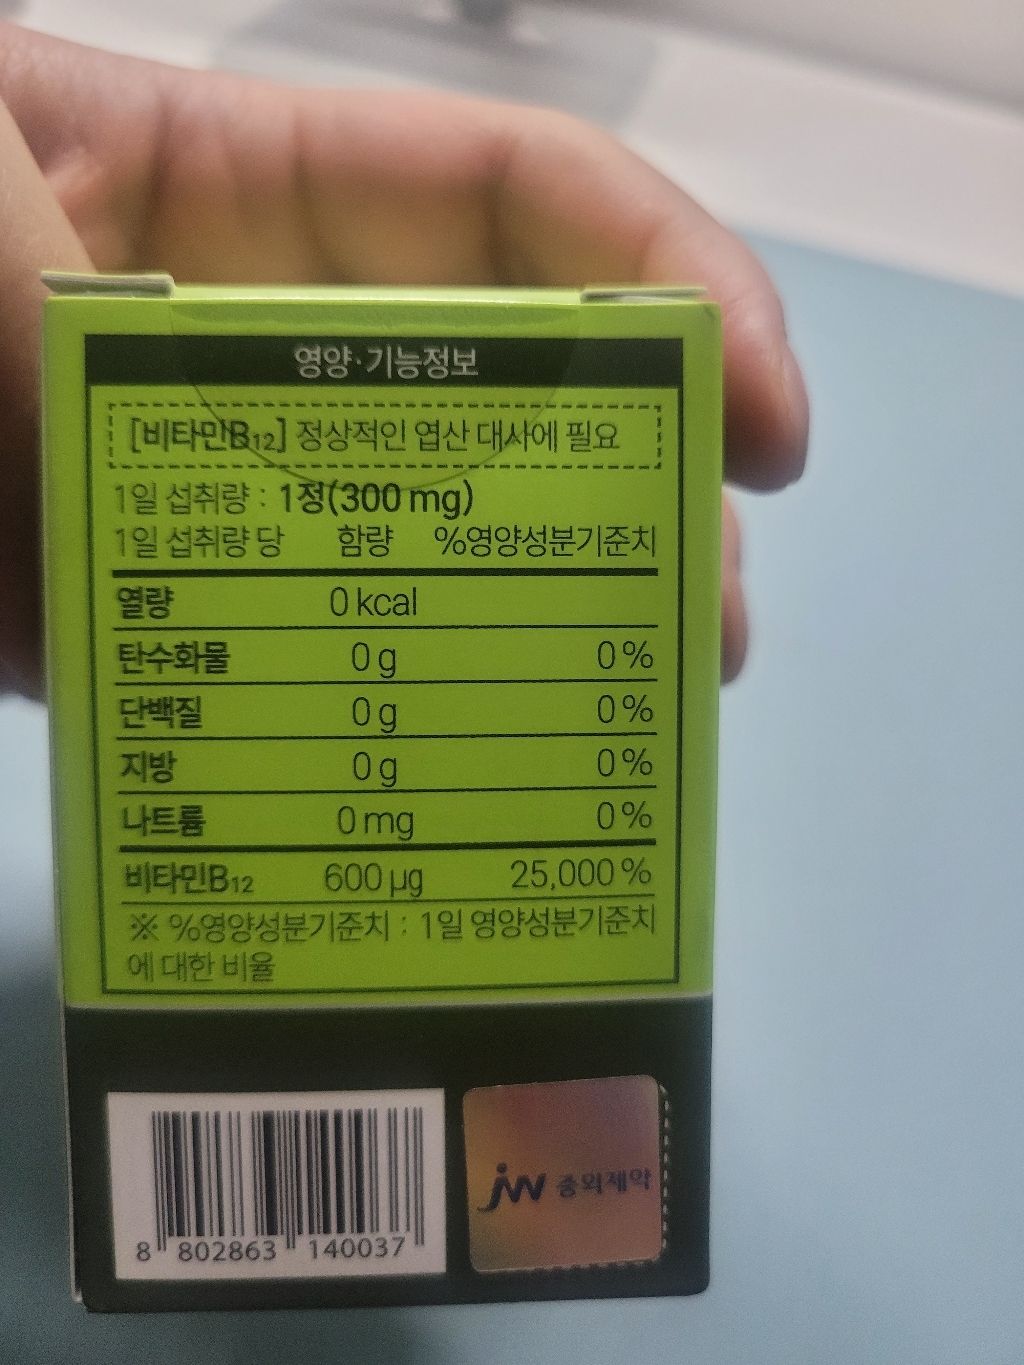 영양·기능정보
[비타민B₁₂] 정상적인 엽산 대사에 필요
1일 섭취량 : 1정(300 mg)
1일 섭취량 당 함량 %영양성분기준치
열량 0 kcal
탄수화물 0 g 0 %
단백질 0 g 0 %
지방 0 g 0 %
나트륨 0 mg 0 %
비타민B₁₂ 600 μg 25,000 %
※ %영양성분기준치 : 1일 영양성분기준치
에 대한 비율
jw 중외제약
8 802863 140037